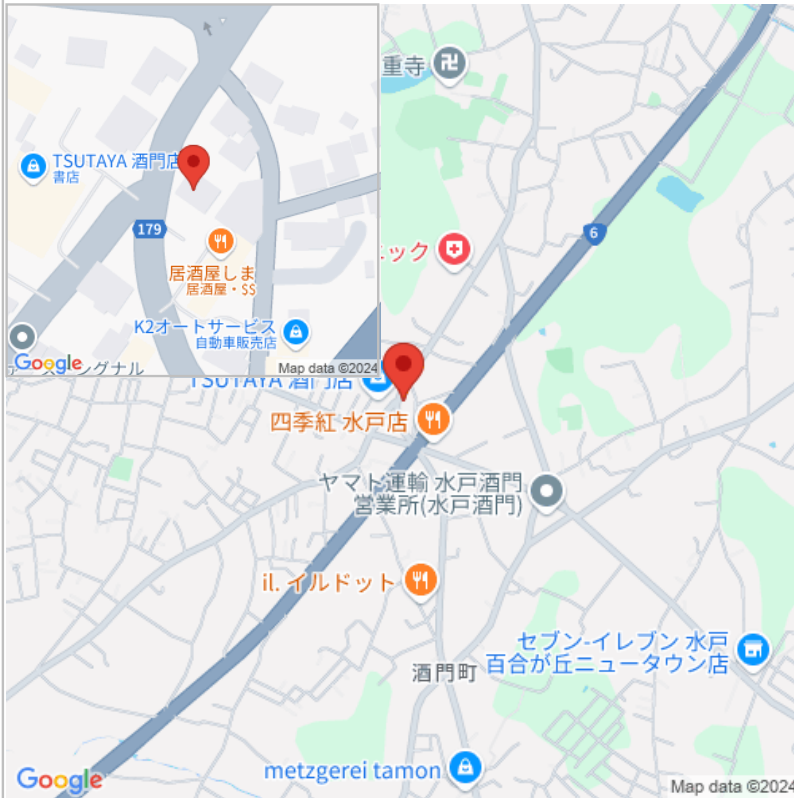 TSUTAYA 酒門店
書店
179
居酒屋しま
居酒屋・$$
K2オートサービス
自動車販売店
Google
Map data ©2024
重寺
6
ニック
TSUTAYA 酒門店
四季紅 水戸店
ヤマト運輸 水戸酒門
営業所(水戸酒門)
il. イルドット
セブン-イレブン 水戸
百合が丘ニュータウン店
酒門町
metzgerei tamon
Google
Map data ©2024